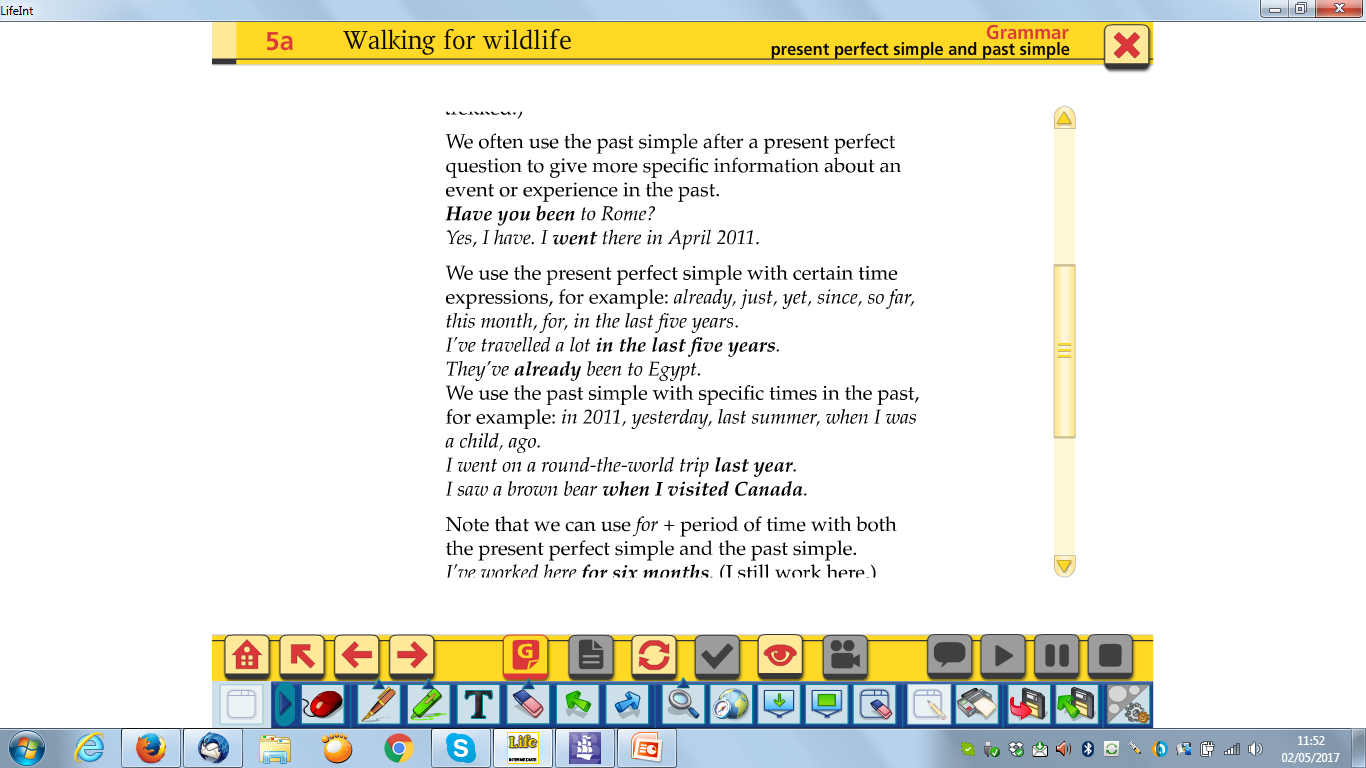 LifeInt
5a Walking for wildlife
Grammar
present perfect simple and past simple
trekked.)
We often use the past simple after a present perfect
question to give more specific information about an
event or experience in the past.
Have you been to Rome?
Yes, I have. I went there in April 2011.
We use the present perfect simple with certain time
expressions, for example: already, just, yet, since, so far,
this month, for, in the last five years.
I've travelled a lot in the last five years.
They've already been to Egypt.
We use the past simple with specific times in the past,
for example: in 2011, yesterday, last summer, when I was
a child, ago.
I went on a round-the-world trip last year.
I saw a brown bear when I visited Canada.
Note that we can use for + period of time with both
the present perfect simple and the past simple.
I've worked here for six months. (I still work here.)
G
T
Life
INTERMEDIATE
11:52
02/05/2017